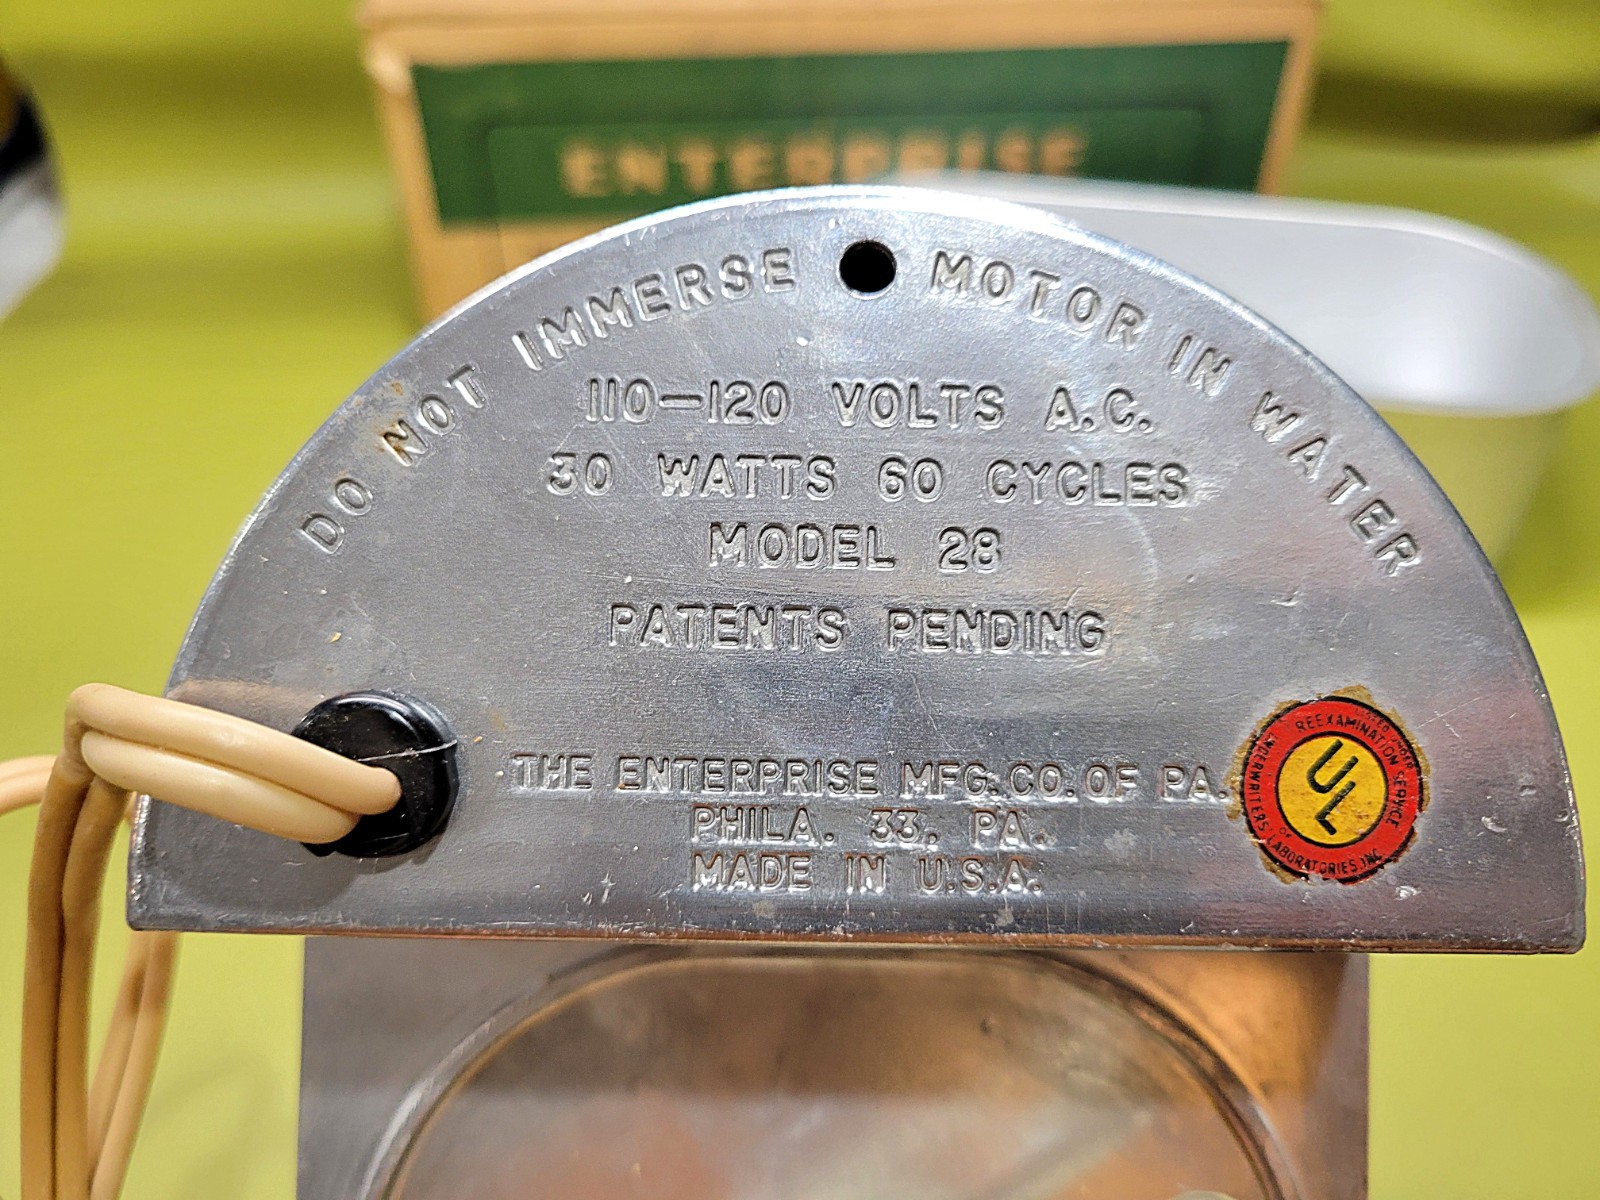 ENTERPRISE
DO NOT IMMERSE MOTOR IN WATER
110-120 VOLTS A.C.
30 WATTS 60 CYCLES
MODEL 28
PATENTS PENDING
THE ENTERPRISE MFG.CO.OF PA.
PHILA. 33, PA.
MADE IN U.S.A.
REEXAMINATION SERVICE
UL
UNDERWRITERS LABORATORIES, INC.